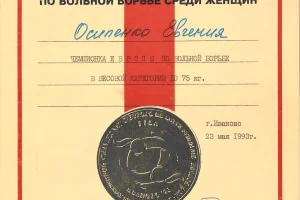 ПО ВОЛЬНОЙ БОРЬБЕ СРЕДИ ЖЕНЩИН
Осипенко Евгения
ЧЕМПИОНКА ЕВРОПЫ ПО ВОЛЬНОЙ БОРЬБЕ
В ВЕСОВОЙ КАТЕГОРИИ ДО 75 кг.
г.Иваново
23 мая 1993г.